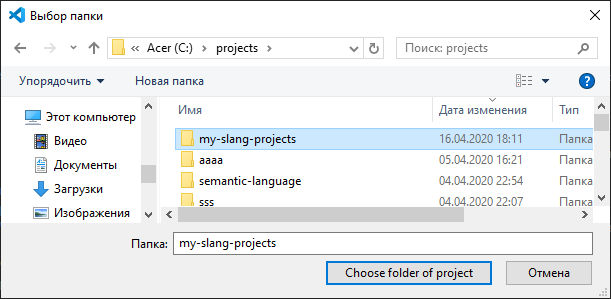 Выбор папки
« Acer (C:) › projects ›
Поиск: projects
Упорядочить
Новая папка
?
Этот компьютер
Видео
Документы
Загрузки
Изображения
Имя
Дата изменения
Тип
my-slang-projects 16.04.2020 18:11 Папка
aaaa 05.04.2020 16:21 Папка
semantic-language 04.04.2020 22:54 Папка
sss 04.04.2020 22:07 Папка
Папка: my-slang-projects
Choose folder of project
Отмена